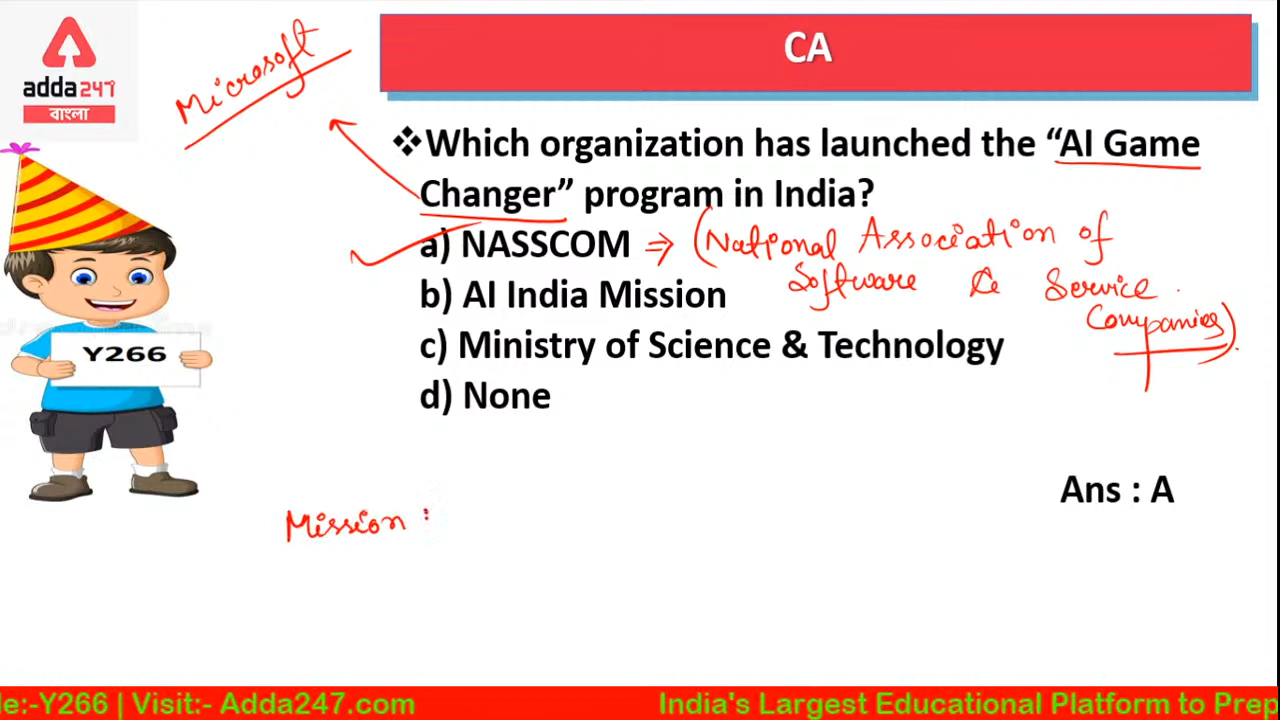 adda247
বাংলা
Microsoft
CA
❖Which organization has launched the “AI Game
Changer” program in India?
a) NASSCOM ⇒ (National Association of
Software & Service
Companies)
b) AI India Mission
c) Ministry of Science & Technology
d) None
Y266
Ans : A
Mission :
de:-Y266 | Visit:- Adda247.com India's Largest Educational Platform to Prep